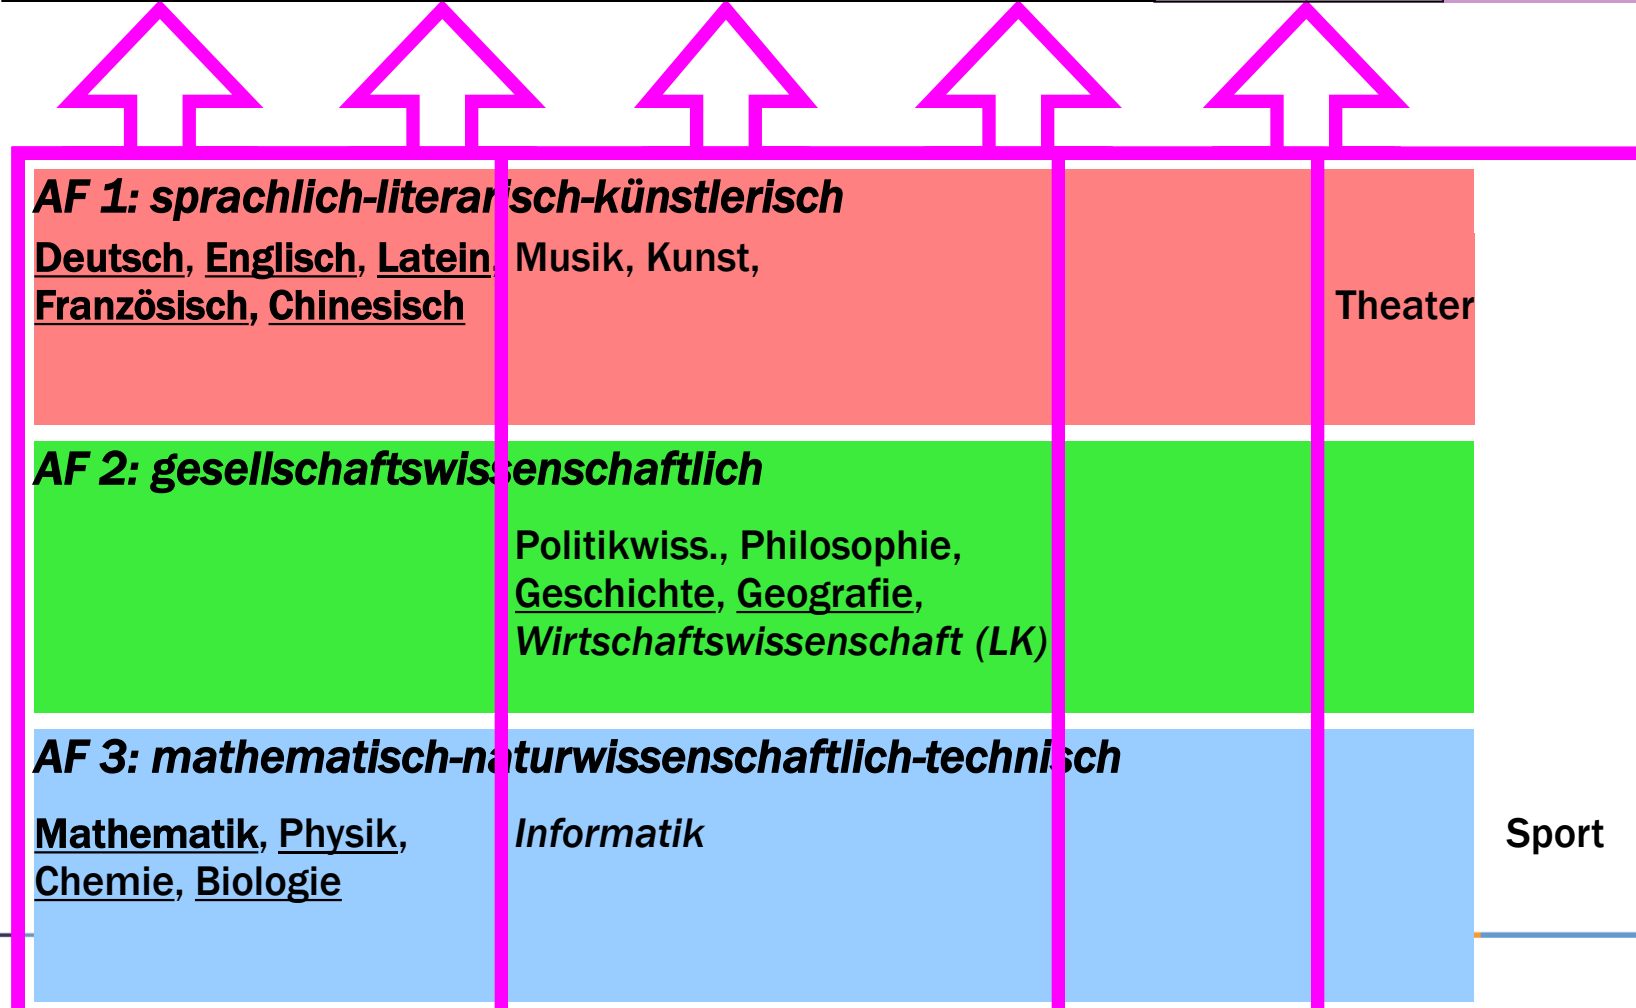 AF 1: sprachlich-literarisch-künstlerisch
Deutsch, Englisch, Latein, Musik, Kunst,
Französisch, Chinesisch Theater
AF 2: gesellschaftswissenschaftlich
Politikwiss., Philosophie,
Geschichte, Geografie,
Wirtschaftswissenschaft (LK)
AF 3: mathematisch-naturwissenschaftlich-technisch
Mathematik, Physik, Informatik Sport
Chemie, Biologie